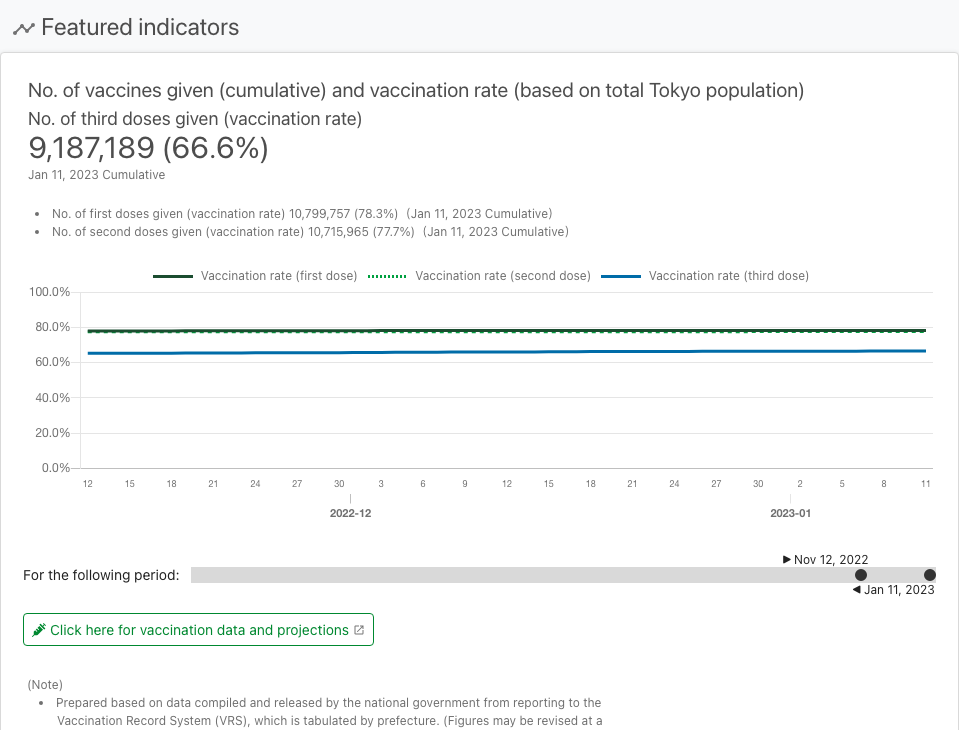 Featured indicators
No. of vaccines given (cumulative) and vaccination rate (based on total Tokyo population)
No. of third doses given (vaccination rate)
9,187,189 (66.6%)
Jan 11, 2023 Cumulative
• No. of first doses given (vaccination rate) 10,799,757 (78.3%) (Jan 11, 2023 Cumulative)
• No. of second doses given (vaccination rate) 10,715,965 (77.7%) (Jan 11, 2023 Cumulative)
Vaccination rate (first dose) Vaccination rate (second dose) Vaccination rate (third dose)
100.0%
80.0%
60.0%
40.0%
20.0%
0.0%
12 15 18 21 24 27 30 3 6 9 12 15 18 21 24 27 30 2 5 8 11
2022-12 2023-01
▶ Nov 12, 2022
For the following period:
◀ Jan 11, 2023
Click here for vaccination data and projections
(Note)
• Prepared based on data compiled and released by the national government from reporting to the
Vaccination Record System (VRS), which is tabulated by prefecture. (Figures may be revised at a